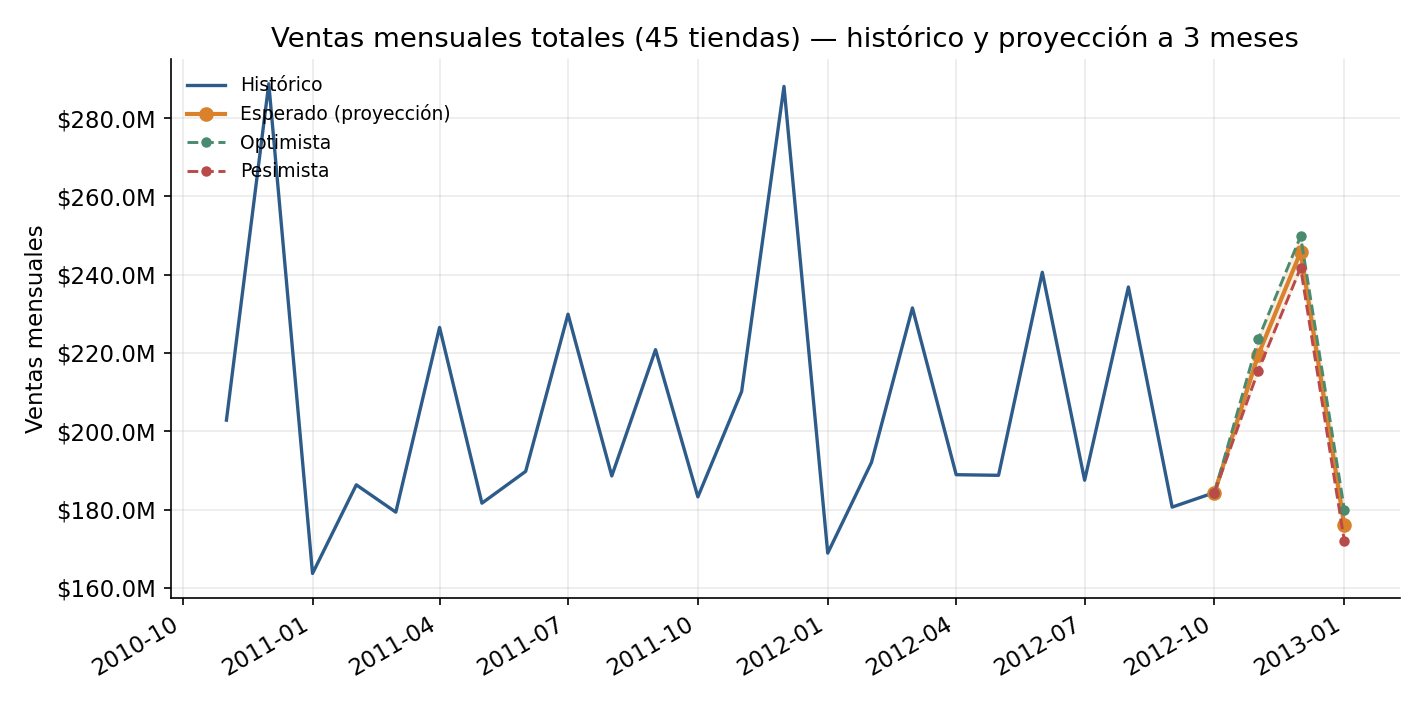 Ventas mensuales totales (45 tiendas) — histórico y proyección a 3 meses
Histórico
Esperado (proyección)
Optimista
Pesimista
Ventas mensuales
$280.0M
$260.0M
$240.0M
$220.0M
$200.0M
$180.0M
$160.0M
2010-10
2011-01
2011-04
2011-07
2011-10
2012-01
2012-04
2012-07
2012-10
2013-01